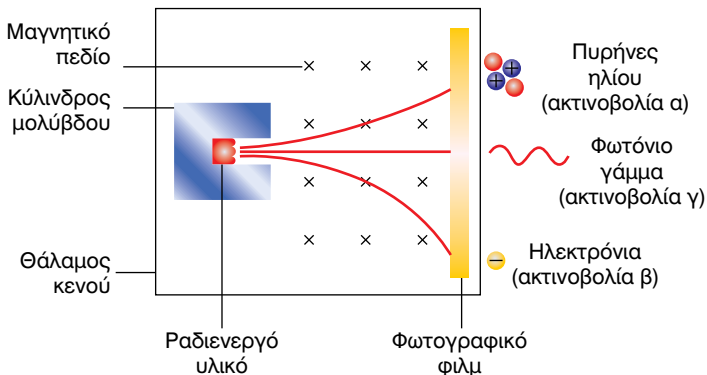 Μαγνητικό
πεδίο
Κύλινδρος
μολύβδου
Θάλαμος
κενού
Ραδιενεργό
υλικό
Φωτογραφικό
φιλμ
Πυρήνες
ηλίου
(ακτινοβολία α)
Φωτόνιο
γάμμα
(ακτινοβολία γ)
Ηλεκτρόνια
(ακτινοβολία β)